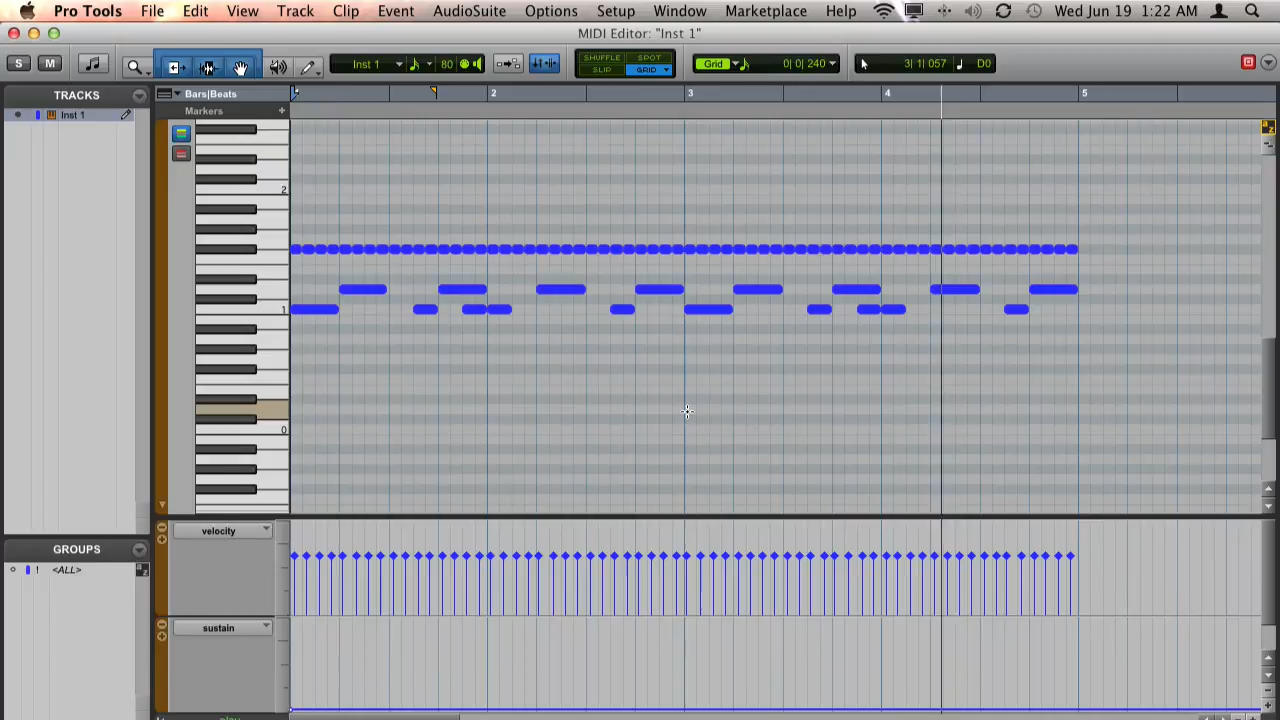 Pro Tools File Edit View Track Clip Event AudioSuite Options Setup Window Marketplace Help Wed Jun 19 1:22 AM
MIDI Editor: "Inst 1"
S M Inst 1 80 SHUFFLE SPOT SLIP GRID Grid 0| 0| 240 3| 1| 057 D0
TRACKS
Inst 1
Bars|Beats 2 3 4 5
Markers
2
1
0
GROUPS
! <ALL>
a z
velocity
sustain
play